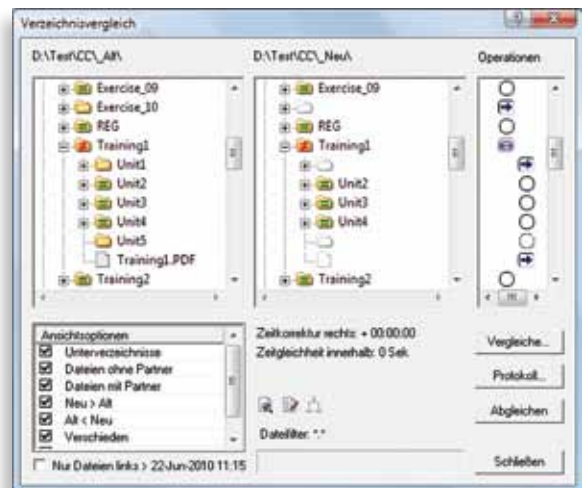 Verzeichnisvergleich
D:\Test\CC\_Alt\
D:\Test\CC\_Neu\
Operationen
Exercise_09
Exercise_10
REG
Training1
Unit1
Unit2
Unit3
Unit4
Unit5
Training1.PDF
Training2
Exercise_09
REG
Training1
Unit2
Unit3
Unit4
Training2
Ansichtsoptionen
Unterverzeichnisse
Dateien ohne Partner
Dateien mit Partner
Neu > Alt
Alt < Neu
Verschieden
Nur Dateien links > 22-Jun-2010 11:15
Zeitkorrektur rechts: + 00:00:00
Zeitgleichheit innerhalb: 0 Sek
Dateifilter: *.*
Vergleiche...
Protokoll...
Abgleichen
Schließen